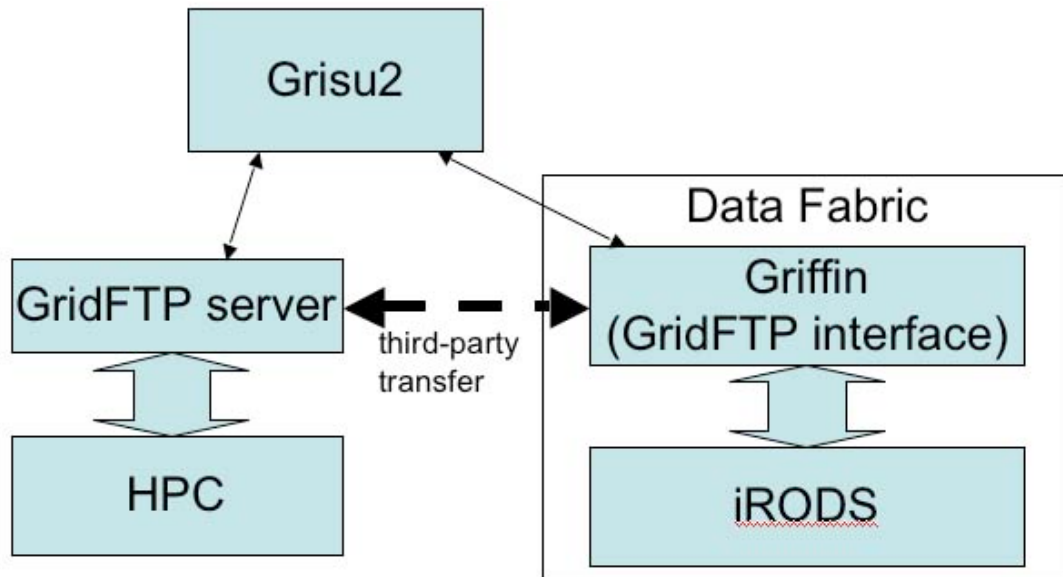 Grisu2
Data Fabric
GridFTP server
Griffin
(GridFTP interface)
third-party
transfer
HPC
iRODS